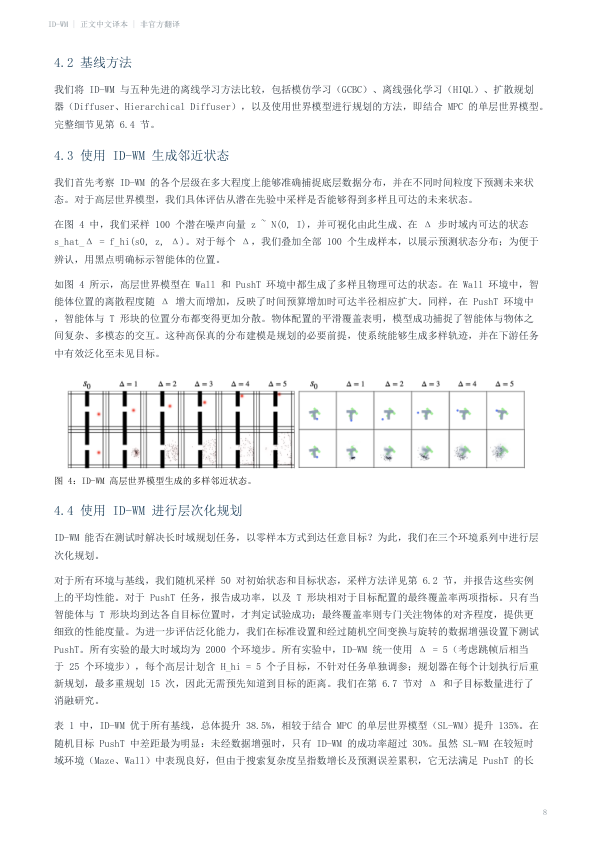 ID-WM | 正文中文译本 | 非官方翻译
4.2 基线方法
我们将 ID-WM 与五种先进的离线学习方法比较，包括模仿学习（GCBC）、离线强化学习（HIQL）、扩散规划
器（Diffuser、Hierarchical Diffuser），以及使用世界模型进行规划的方法，即结合 MPC 的单层世界模型。
完整细节见第 6.4 节。
4.3 使用 ID-WM 生成邻近状态
我们首先考察 ID-WM 的各个层级在多大程度上能够准确捕捉底层数据分布，并在不同时间粒度下预测未来状
态。对于高层世界模型，我们具体评估从潜在先验中采样是否能够得到多样且可达的未来状态。
在图 4 中，我们采样 100 个潜在噪声向量 z ~ N(0, I)，并可视化由此生成、在 Δ 步时域内可达的状态
s_hat_Δ = f_hi(s0, z, Δ)。对于每个 Δ，我们叠加全部 100 个生成样本，以展示预测状态分布；为便于
辨认，用黑点明确标示智能体的位置。
如图 4 所示，高层世界模型在 Wall 和 PushT 环境中都生成了多样且物理可达的状态。在 Wall 环境中，智
能体位置的离散程度随 Δ 增大而增加，反映了时间预算增加时可达半径相应扩大。同样，在 PushT 环境中
，智能体与 T 形块的位置分布都变得更加分散。物体配置的平滑覆盖表明，模型成功捕捉了智能体与物体之
间复杂、多模态的交互。这种高保真的分布建模是规划的必要前提，使系统能够生成多样轨迹，并在下游任务
中有效泛化至未见目标。
S0 Δ = 1 Δ = 2 Δ = 3 Δ = 4 Δ = 5 S0 Δ = 1 Δ = 2 Δ = 3 Δ = 4 Δ = 5
图 4：ID-WM 高层世界模型生成的多样邻近状态。
4.4 使用 ID-WM 进行层次化规划
ID-WM 能否在测试时解决长时域规划任务，以零样本方式到达任意目标？为此，我们在三个环境系列中进行层
次化规划。
对于所有环境与基线，我们随机采样 50 对初始状态和目标状态，采样方法详见第 6.2 节，并报告这些实例
上的平均性能。对于 PushT 任务，报告成功率，以及 T 形块相对于目标配置的最终覆盖率两项指标。只有当
智能体与 T 形块均到达各自目标位置时，才判定试验成功；最终覆盖率则专门关注物体的对齐程度，提供更
细致的性能度量。为进一步评估泛化能力，我们在标准设置和经过随机空间变换与旋转的数据增强设置下测试
PushT。所有实验的最大时域均为 2000 个环境步。所有实验中，ID-WM 统一使用 Δ = 5（考虑跳帧后相当
于 25 个环境步），每个高层计划含 H_hi = 5 个子目标，不针对任务单独调参；规划器在每个计划执行后重
新规划，最多重规划 15 次，因此无需预先知道到目标的距离。我们在第 6.7 节对 Δ 和子目标数量进行了
消融研究。
表 1 中，ID-WM 优于所有基线，总体提升 38.5%，相较于结合 MPC 的单层世界模型（SL-WM）提升 135%。在
随机目标 PushT 中差距最为明显：未经数据增强时，只有 ID-WM 的成功率超过 30%。虽然 SL-WM 在较短时
域环境（Maze、Wall）中表现良好，但由于搜索复杂度呈指数增长及预测误差累积，它无法满足 PushT 的长
8